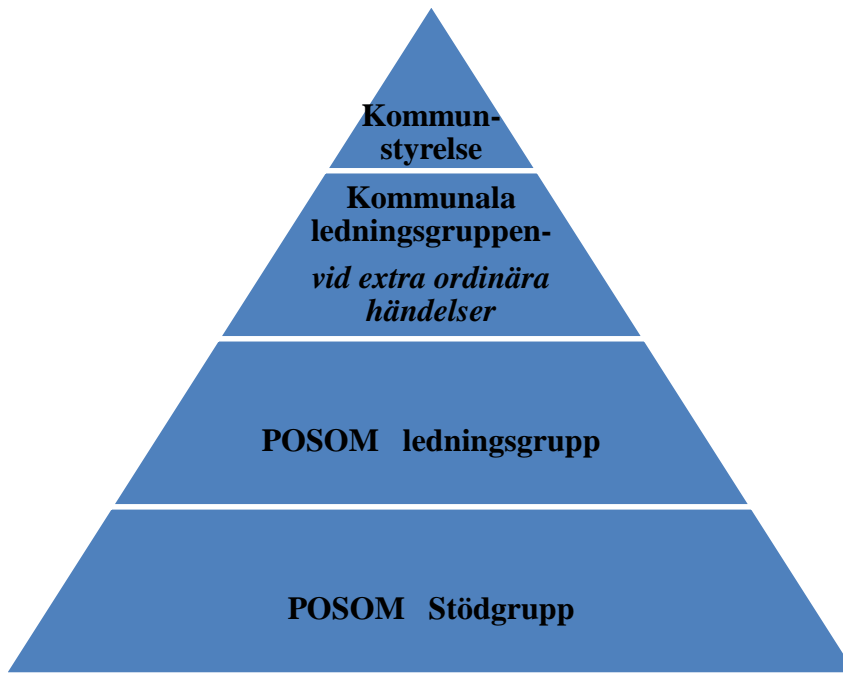 Kommun-
styrelse
Kommunala
ledningsgruppen-
vid extra ordinära
händelser
POSOM ledningsgrupp
POSOM Stödgrupp